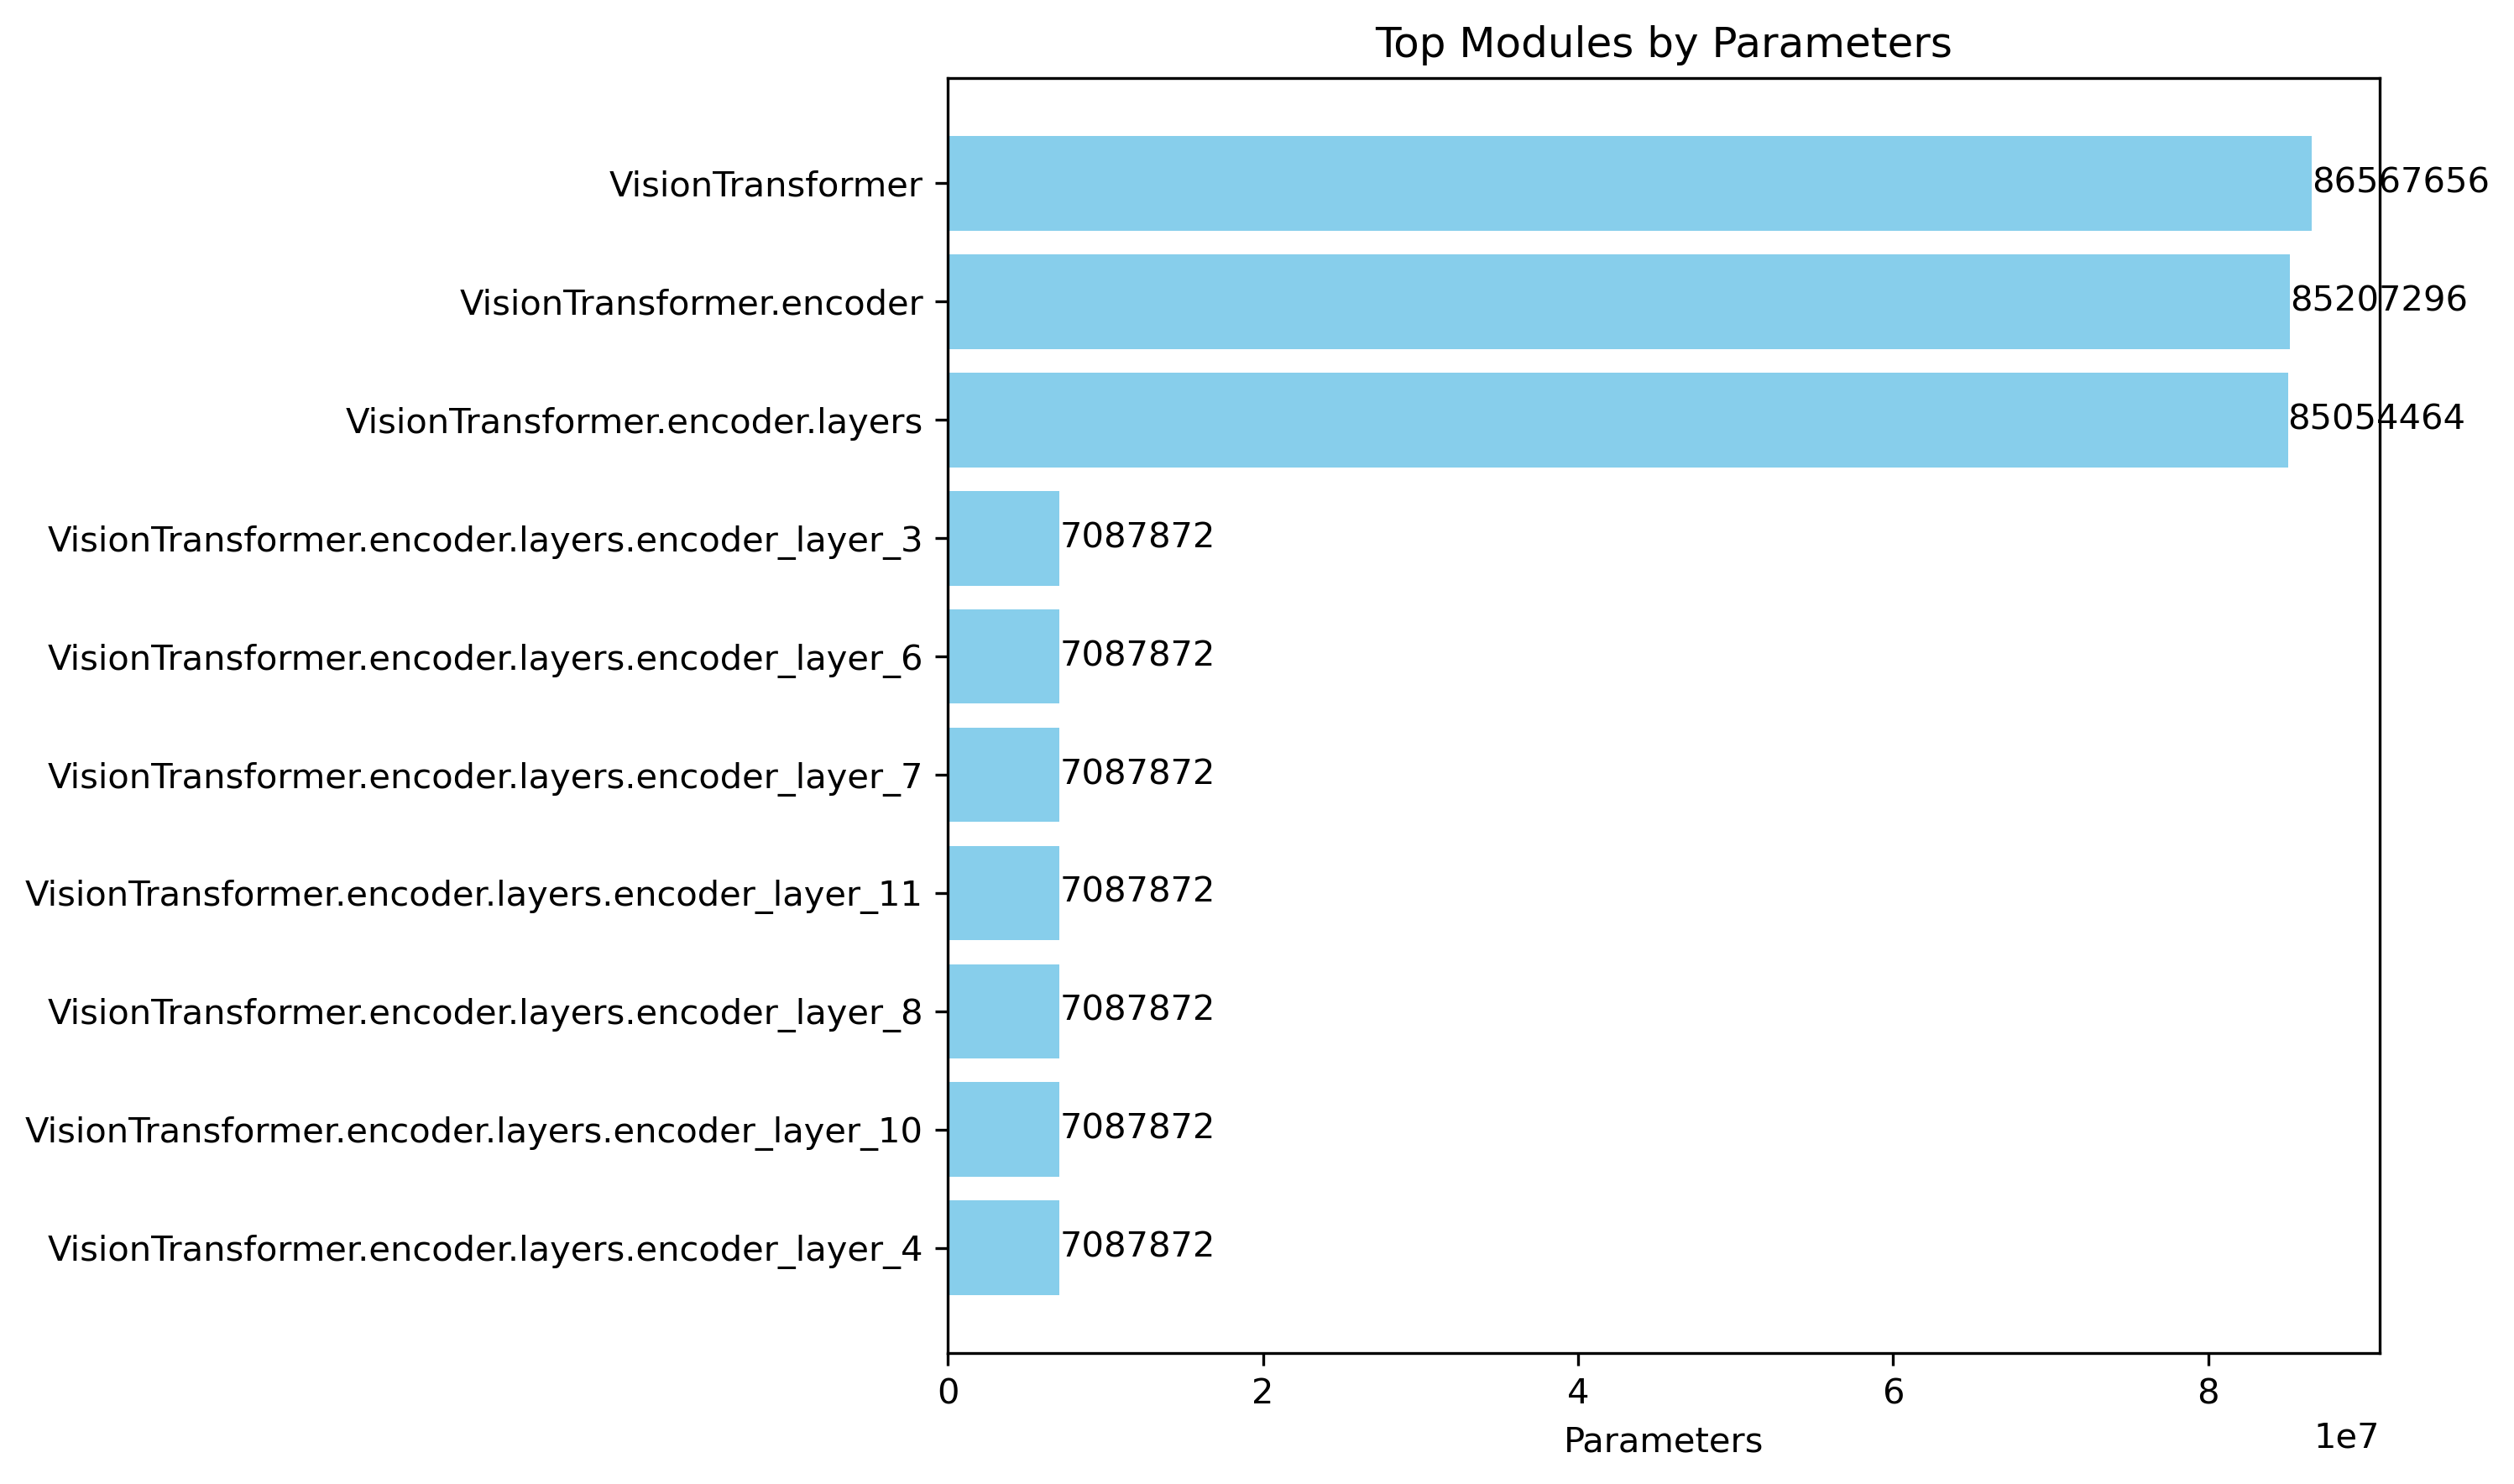 Top Modules by Parameters
VisionTransformer 86567656
VisionTransformer.encoder 85207296
VisionTransformer.encoder.layers 85054464
VisionTransformer.encoder.layers.encoder_layer_3 7087872
VisionTransformer.encoder.layers.encoder_layer_6 7087872
VisionTransformer.encoder.layers.encoder_layer_7 7087872
VisionTransformer.encoder.layers.encoder_layer_11 7087872
VisionTransformer.encoder.layers.encoder_layer_8 7087872
VisionTransformer.encoder.layers.encoder_layer_10 7087872
VisionTransformer.encoder.layers.encoder_layer_4 7087872
0 2 4 6 8
Parameters 1e7